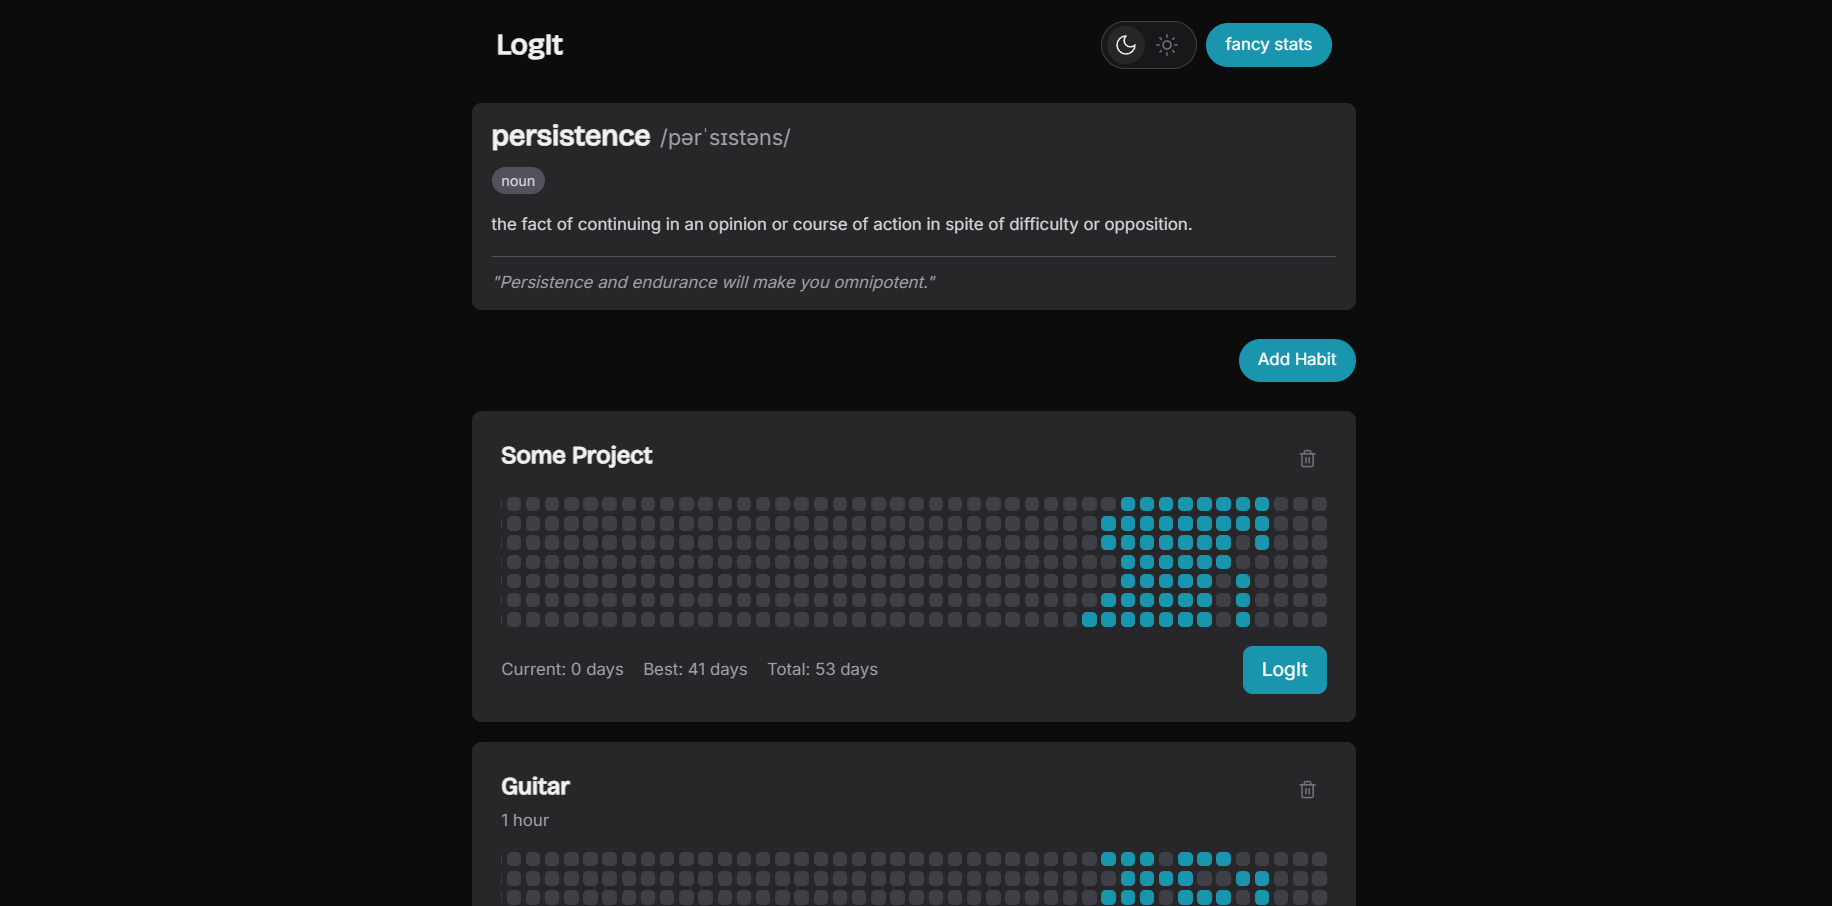 LogIt
fancy stats
persistence /pərˈsɪstəns/
noun
the fact of continuing in an opinion or course of action in spite of difficulty or opposition.
"Persistence and endurance will make you omnipotent."
Add Habit
Some Project
Current: 0 days Best: 41 days Total: 53 days
LogIt
Guitar
1 hour